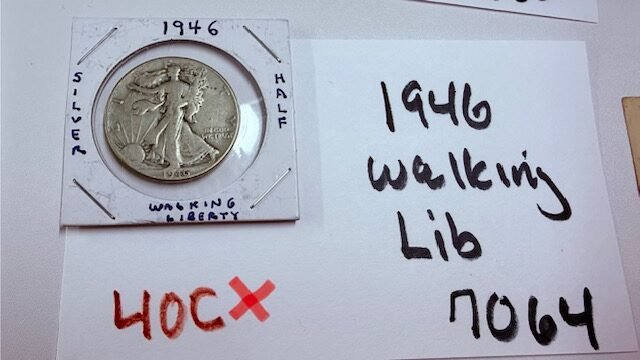 1946
SILVER
HALF
WALKING
LIBERTY
1946
walking
Lib
7064
40C